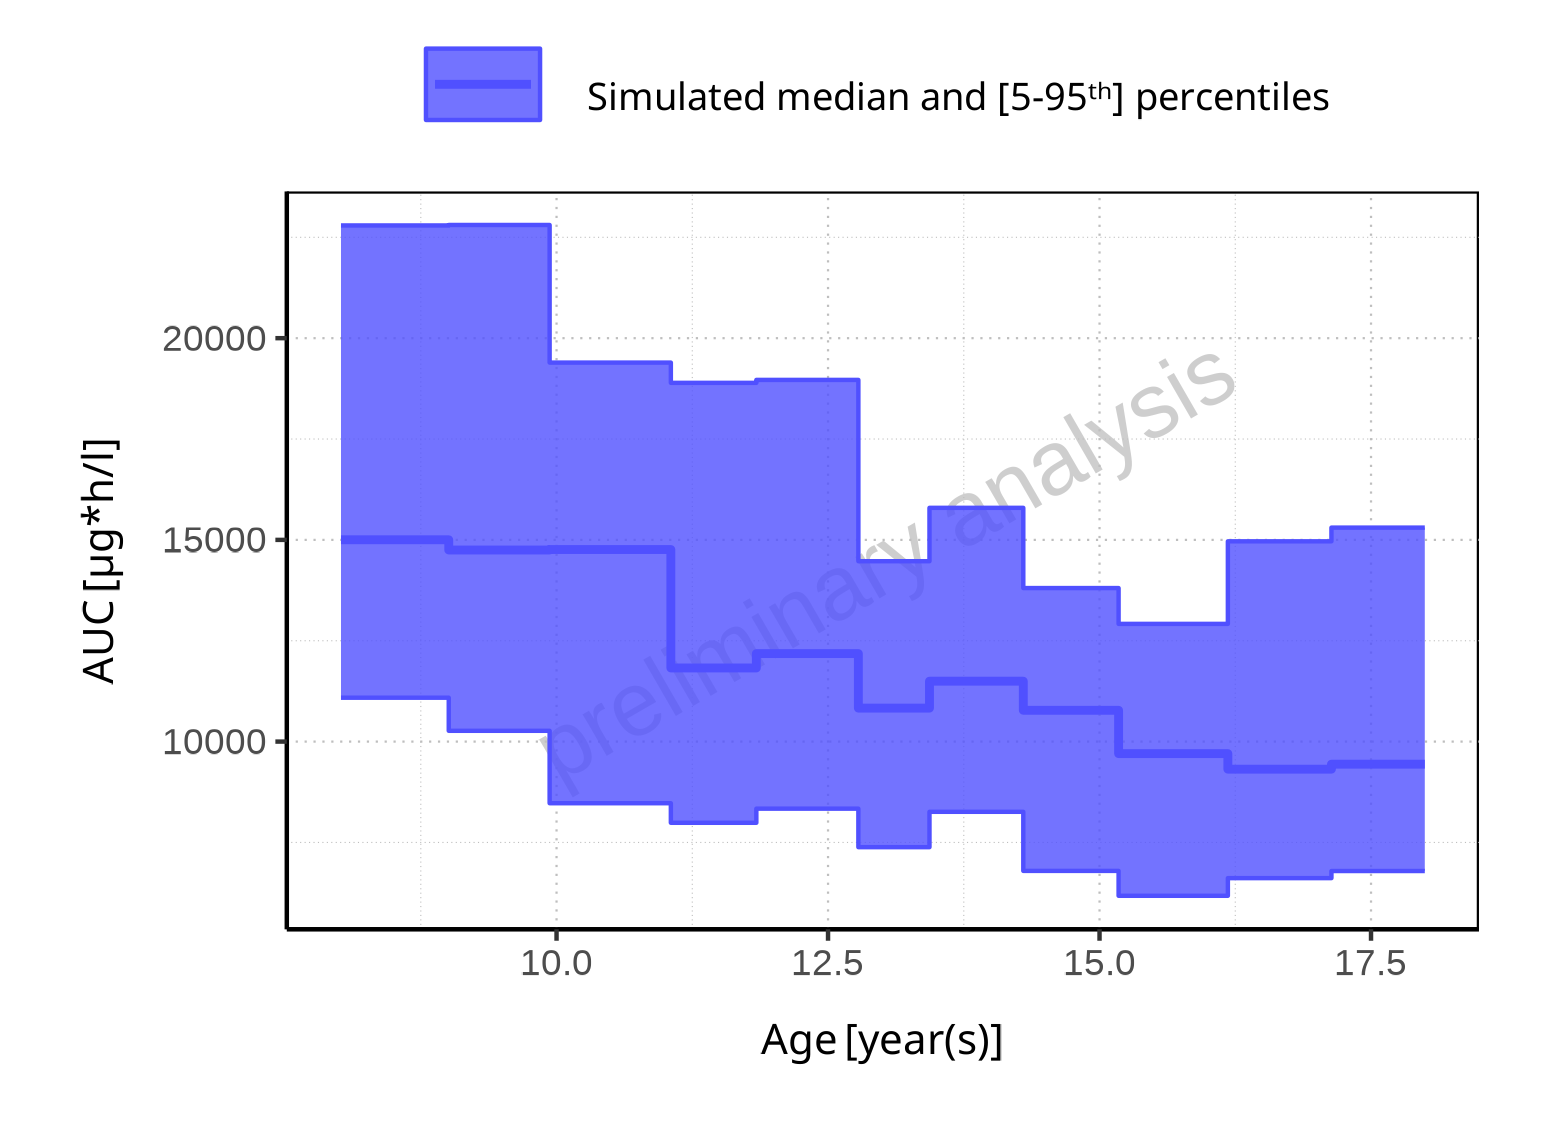 Simulated median and [5-95ᵗʰ] percentiles
20000
15000
10000
AUC [µg*h/l]
preliminary analysis
10.0 12.5 15.0 17.5
Age [year(s)]